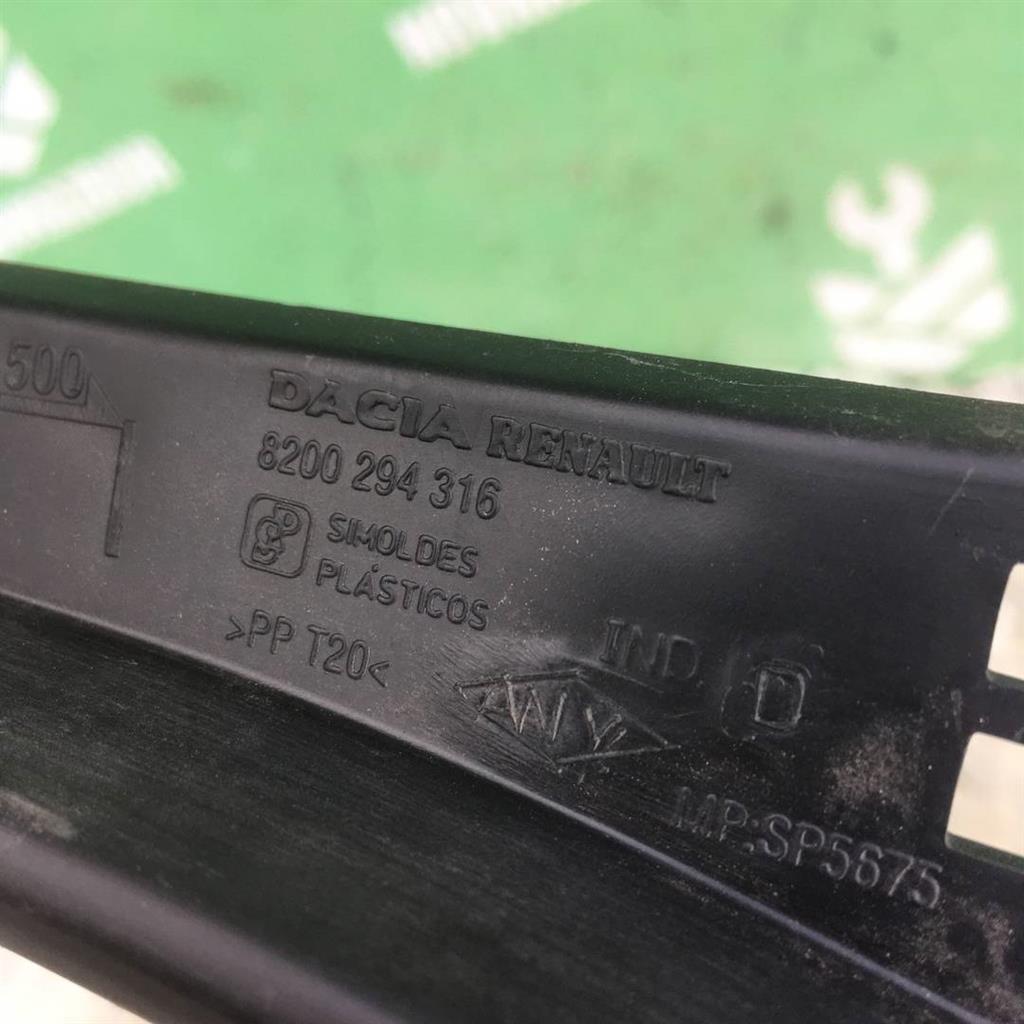 500
DACIA RENAULT
8200 294 316
SIMOLDES
PLÁSTICOS
>PP T20<
IND. D
MP:SP5675